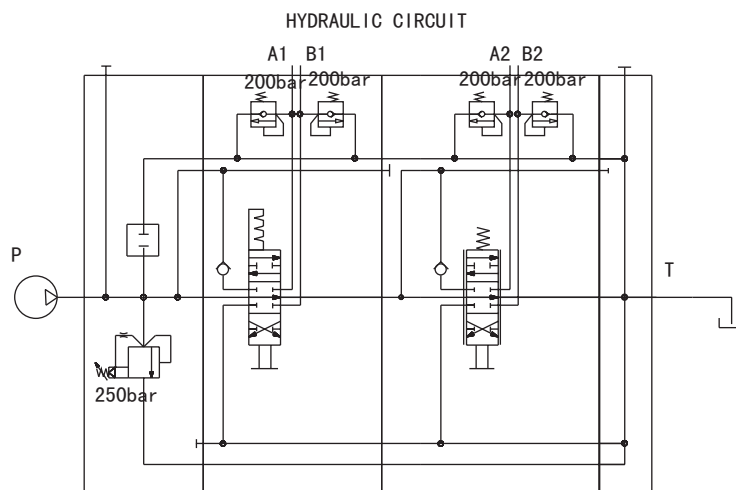 HYDRAULIC CIRCUIT
A1 B1 A2 B2
200bar 200bar 200bar 200bar
P
T
250bar